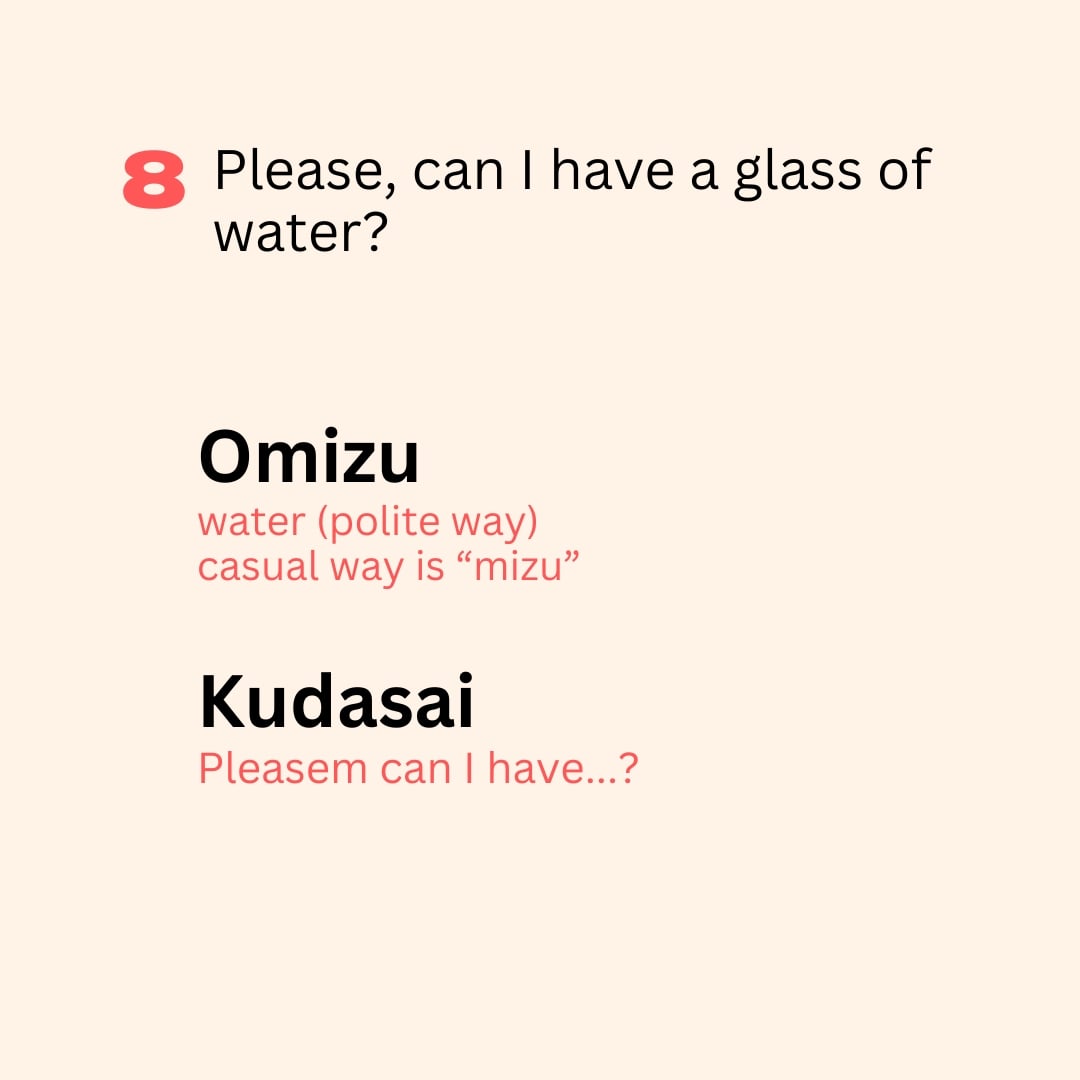 8 Please, can I have a glass of
water?
Omizu
water (polite way)
casual way is “mizu”
Kudasai
Pleasem can I have...?